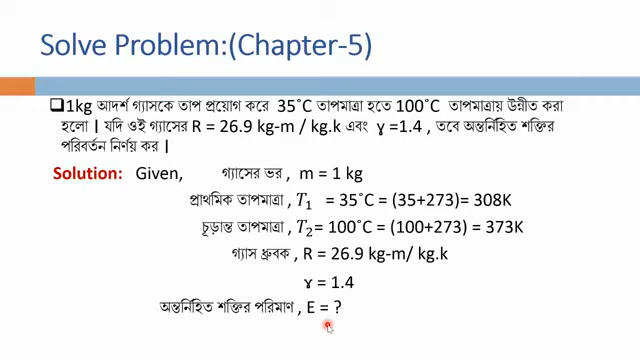 Solve Problem:(Chapter-5)
❑1kg আদর্শ গ্যাসকে তাপ প্রয়োগ করে 35˚C তাপমাত্রা হতে 100˚C তাপমাত্রায় উন্নীত করা
হলো | যদি ওই গ্যাসের R = 26.9 kg-m / kg.k এবং ɣ =1.4 , তবে অন্তর্নিহিত শক্তির
পরিবর্তন নির্ণয় কর |
Solution: Given, গ্যাসের ভর , m = 1 kg
প্রাথমিক তাপমাত্রা , T₁ = 35˚C = (35+273) = 308K
চূড়ান্ত তাপমাত্রা , T₂ = 100˚C = (100+273) = 373K
গ্যাস ধ্রুবক , R = 26.9 kg-m/ kg.k
ɤ = 1.4
অন্তর্নিহিত শক্তির পরিমাণ , E = ?